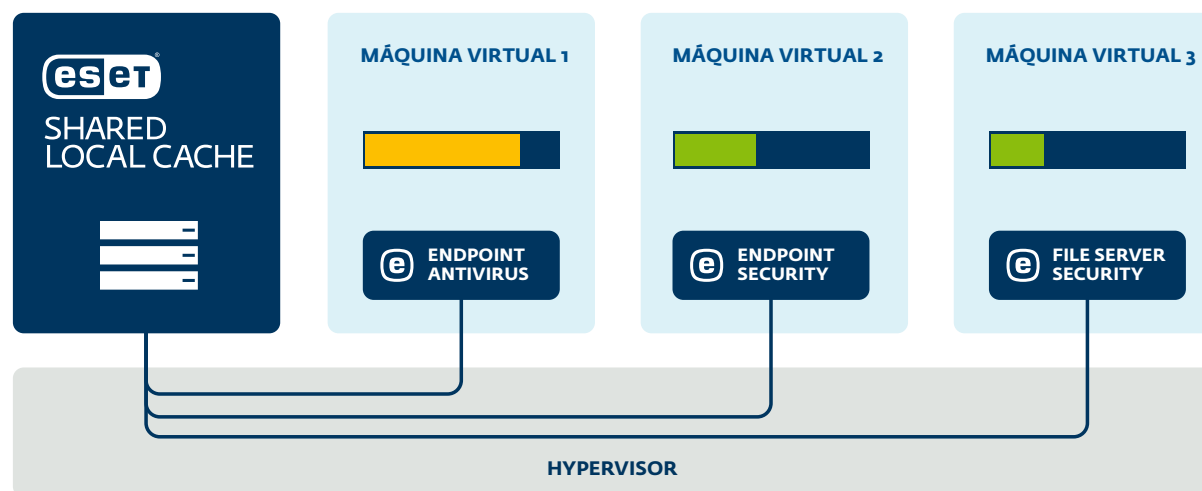 eseT®
SHARED
LOCAL CACHE
MÁQUINA VIRTUAL 1
e ENDPOINT
ANTIVIRUS
MÁQUINA VIRTUAL 2
e ENDPOINT
SECURITY
MÁQUINA VIRTUAL 3
e FILE SERVER
SECURITY
HYPERVISOR